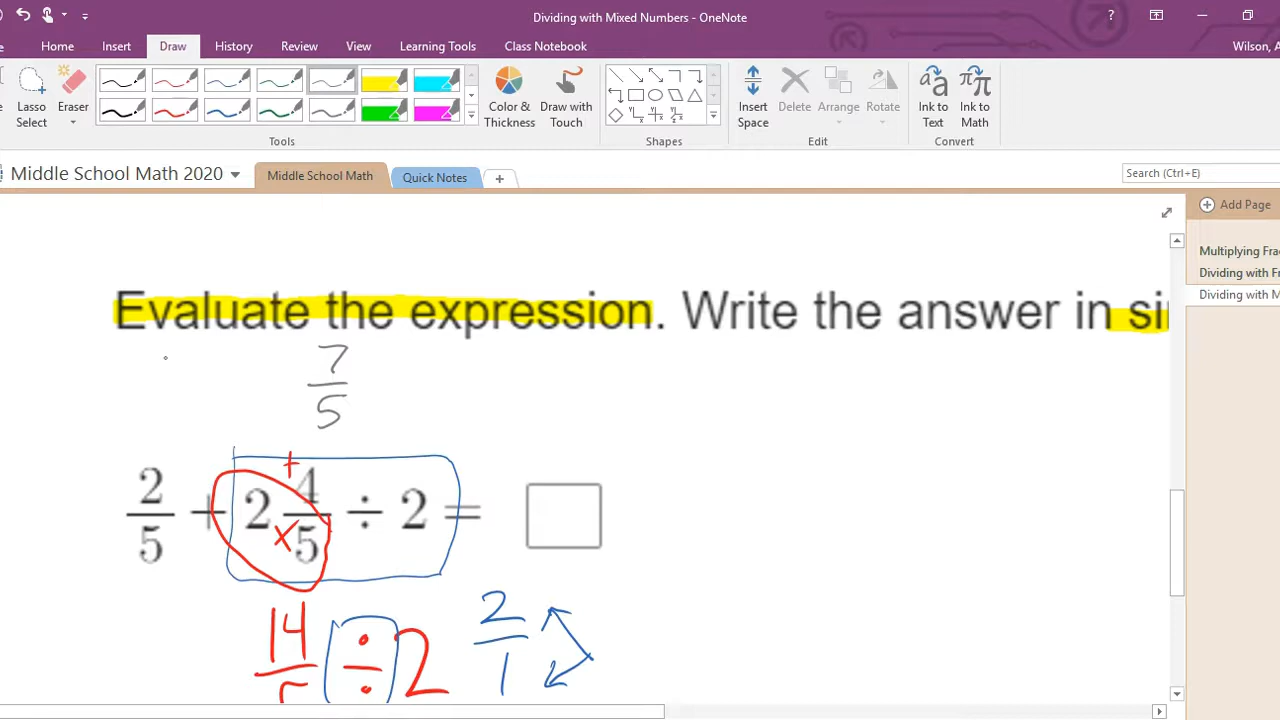 Dividing with Mixed Numbers - OneNote
?
Wilson, A
Home Insert Draw History Review View Learning Tools Class Notebook
Lasso Select
Eraser
Color & Thickness
Draw with Touch
Insert Space
Delete
Arrange
Rotate
Ink to Text
Ink to Math
Tools Shapes Edit Convert
Middle School Math 2020
Middle School Math
Quick Notes
Search (Ctrl+E)
Add Page
Multiplying Fra
Dividing with F
Dividing with M
Evaluate the expression. Write the answer in si
7/5
+
2/5 + 2 4/5 ÷ 2 =
×
14/5 ÷ 2
2/1